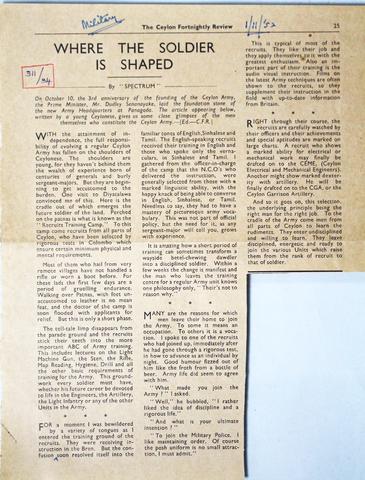 Military
The Ceylon Fortnightly Review
1/11/52
25
WHERE THE SOLDIER
IS SHAPED
311/34
By "SPECTRUM"
On October 10, the 3rd anniversary of the founding of the Ceylon Army,
the Prime Minister, Mr. Dudley Senanayake, laid the foundation stone of
the new Army Headquarters at Panagoda. The article appearing below,
written by a young Ceylonese, gives us some close glimpses of the men
themselves who constitute the Ceylon Army.—(Ed.—C.F.R.)
WITH the attainment of in-
dependence, the full responsi-
bility of evolving a regular Ceylon
Army has fallen on the shoulders of
Ceylonese. The shoulders are
young, for they haven't behind them
the wealth of experience born of
centuries of generals and burly
sergeant-majors. But they are begin-
ning to get accustomed to the
burden. One visit to Diyatalawa
convinced me of this. Here is the
cradle out of which emerges the
future soldier of the land. Perched
on the patnas is what is known as the
"Recruits Training Camp." To this
camp come recruits from all parts of
Ceylon, who have been selected by
rigorous tests in Colombo which
ensure certain minimum physical and
mental requirements.
Most of them who hail from very
remote villages have not handled a
rifle or worn a boot before. For
these lads the first few days are a
period of gruelling endurance.
Walking over Patnas, with feet un-
accustomed to leather is no mean
feat, and the doctor of the camp is
soon flooded with applicants for
relief. But this is only a short phase.
The tell-tale limp disappears from
the parade ground and the recruits
stick their teeth into the more
important ABC of Army training.
This includes lectures on the Light
Machine Gun, the Sten, the Rifle,
Map Reading, Hygiene, Drill and all
the other basic requirements of
training for the Army. This ground-
work every soldier must have,
whether his future career be devoted
to life in the Engineers, the Artillery,
the Light Infantry or any of the other
Units in the Army.
* * *
FOR a moment I was bewildered
by a variety of tongues as I
entered the training ground of
the recruits. They were receiving
instruction in the Bren. But the con-
fusion soon resolved itself into the
familiar tones of English, Sinhalese and
Tamil. The English-speaking recruits
received their training in English and
those who spoke only the verna-
culars, in Sinhalese and Tamil. I
gathered from the officer-in-charge
of the camp that the N.C.O's who
delivered the instruction, were
specially selected from those with a
marked linguistic ability, with the
happy knack of being able to converse
in English, Sinhalese, or Tamil.
Needless to say, they had to have a
mastery of picturesque army voca-
bulary. This was not part of official
policy, but the need for it, as any
sergeant-major will tell you, grows
with experience.
It is amazing how a short period of
training can sometimes transform a
wayside betel-chewing dawdler
into a disciplined soldier. Within a
few weeks the change is manifest and
the man who leaves the training
centre for a regular Army unit knows
one philosophy only, "Their's not to
reason why."
* * *
MANY are the reasons for which
men leave their home to join
the Army. To some it means an
occupation. To others it is a voca-
tion. I spoke to one of the recruits
who had joined up, immediately after
he had gone through a rigorous test,
in how to advance as an individual by
night. Good humour fizzed out of
him like the froth from a bottle of
beer. Army life did seem to agree
with him.
"What made you join the
Army?" I asked.
"Well," he bubbled, "I rather
liked the idea of discipline and a
rigorous life."
"And what is your ultimate
intention?"
"To join the Military Police. I
like maintaining order. Of course
the posh uniform is no small attrac-
tion, I must admit."
This is typical of most of the
recruits. They like their job and
they apply themselves to it with the
greatest enthusiasm. Also an impor-
tant part of their training is the
audio visual instruction. Films on
the latest Army techniques are often
shown to the recruits, so they
supplement their instruction in the
field with up-to-date information
from Britain.
* * *
RIGHT through their course, the
recruits are carefully watched by
their officers and their achievements
and special aptitudes are marked on
large charts. A recruit who shows
a marked ability for electrical or
mechanical work may finally be
drafted on to the CEME. (Ceylon
Electrical and Mechanical Engineers).
Another might show marked dexter-
ity with artillery. He will be
finally drafted on to the CGA, or the
Ceylon Garrison Artillery.
And so it goes on, this selection,
the underlying principle being the
right man for the right job. To the
cradle of the Army come men from
all parts of Ceylon to learn the
rudiments. They enter undisciplined
and willing to learn. They leave
disciplined, energetic and ready to
join the various Units which raise
them from the rank of recruit to
that of soldier.